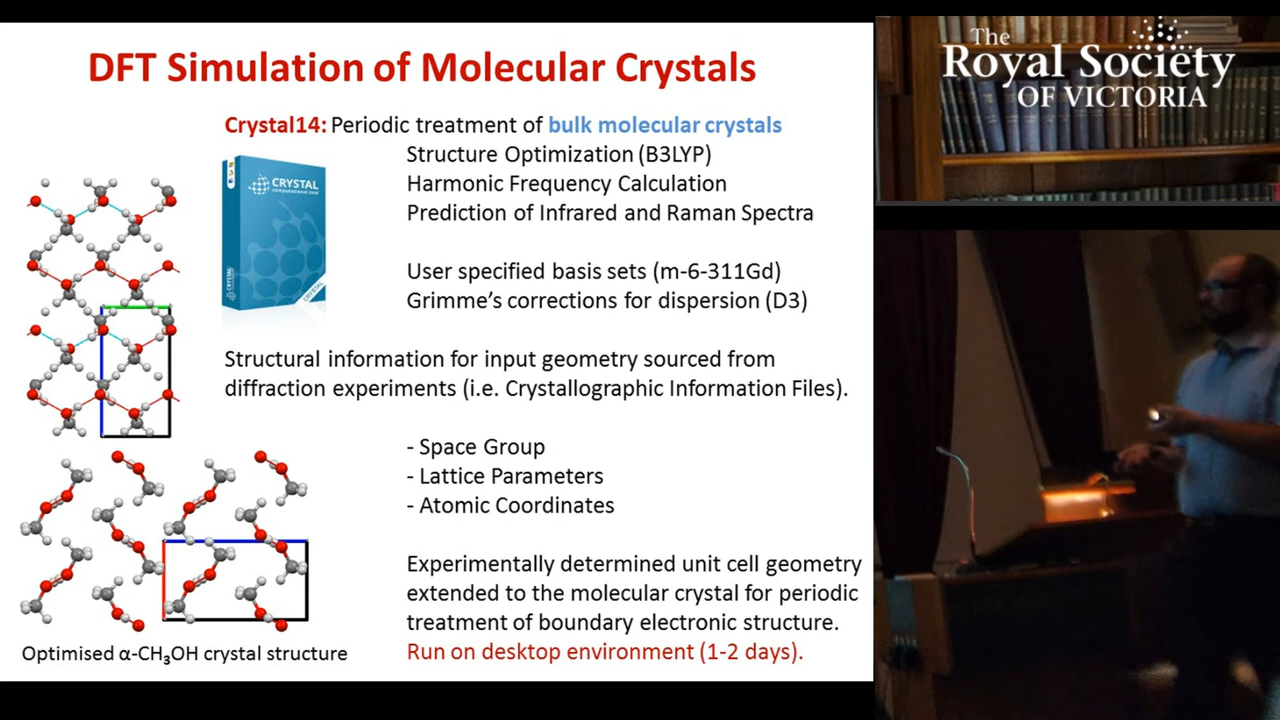 DFT Simulation of Molecular Crystals
Crystal14: Periodic treatment of bulk molecular crystals
Structure Optimization (B3LYP)
Harmonic Frequency Calculation
Prediction of Infrared and Raman Spectra
CRYSTAL
computational tool
CRYSTAL
CRYSTAL
User specified basis sets (m-6-311Gd)
Grimme's corrections for dispersion (D3)
Structural information for input geometry sourced from
diffraction experiments (i.e. Crystallographic Information Files).
- Space Group
- Lattice Parameters
- Atomic Coordinates
Experimentally determined unit cell geometry
extended to the molecular crystal for periodic
treatment of boundary electronic structure.
Run on desktop environment (1-2 days).
Optimised α-CH₃OH crystal structure
The
Royal Society
OF VICTORIA